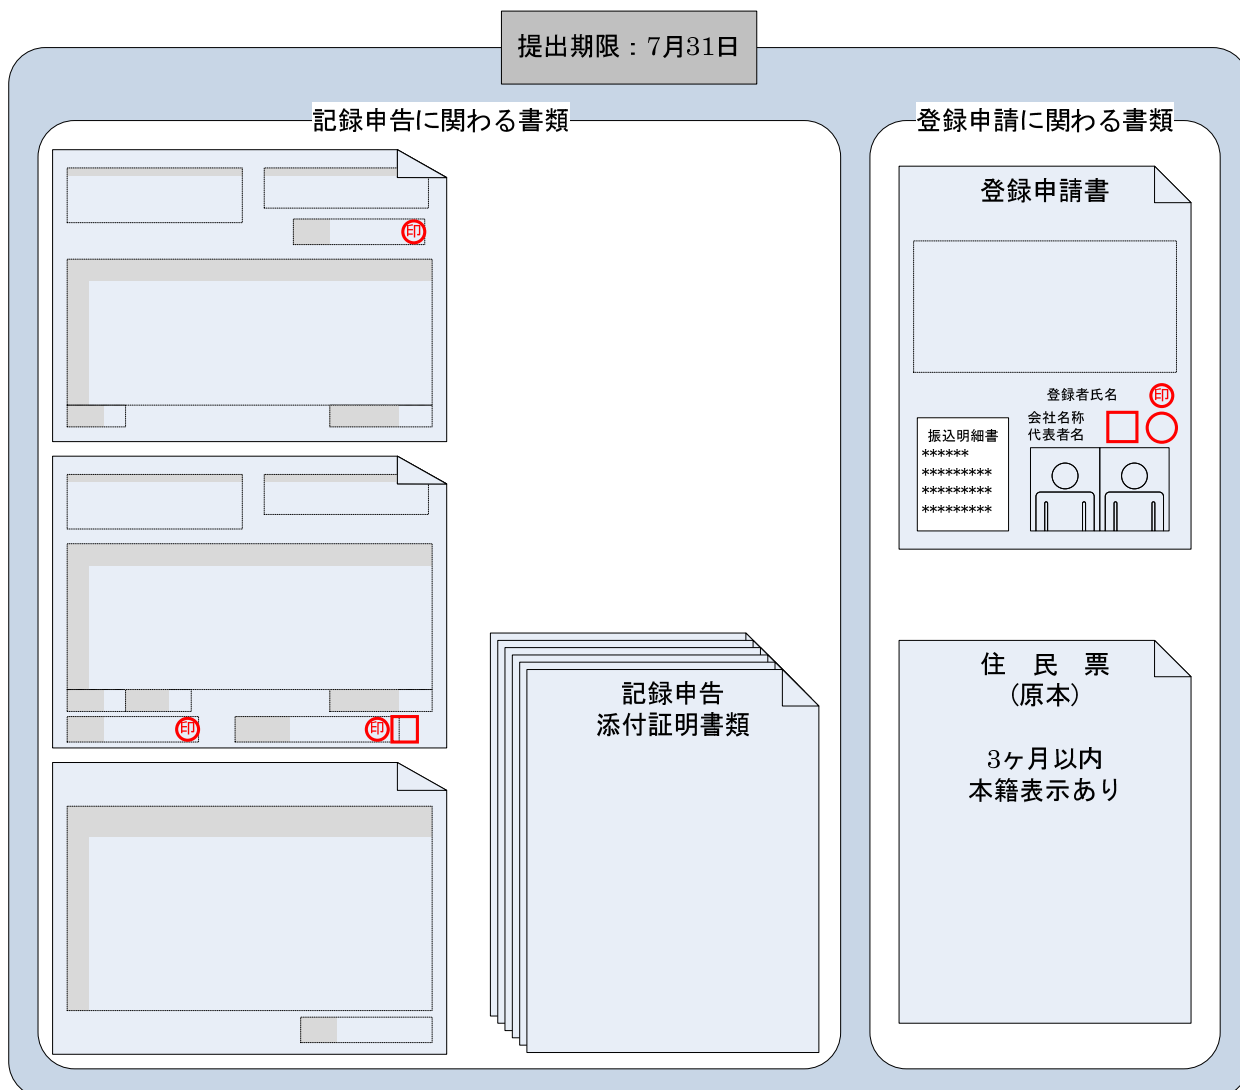 提出期限：7月31日
記録申告に関わる書類
印
印
印
記録申告
添付証明書類
登録申請に関わる書類
登録申請書
登録者氏名 印
会社名称
代表者名
振込明細書
******
*********
*********
*********
住　民　票
(原本)
3ヶ月以内
本籍表示あり